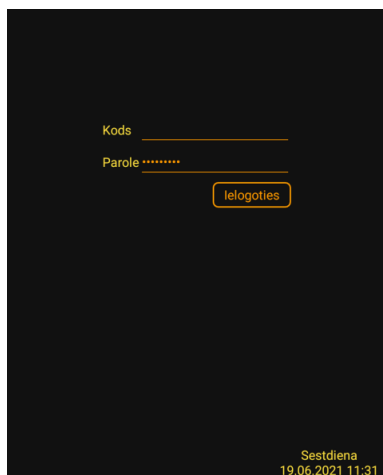 Kods
Parole •••••••••
Ielogoties
Sestdiena
19.06.2021 11:31